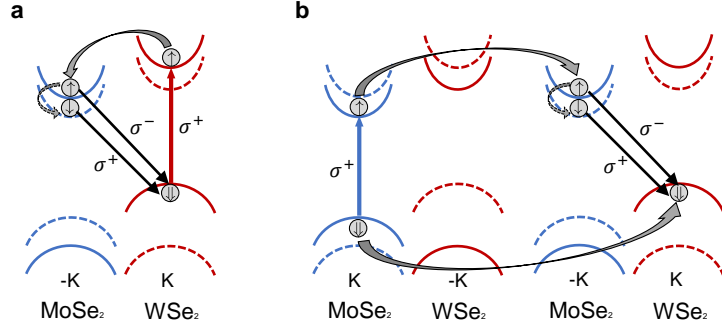 a
b
↑
↑
↓
σ⁻
σ⁺
σ⁺
⇓
-K
K
MoSe₂
WSe₂
↑
σ⁺
⇓
↑
↓
σ⁻
σ⁺
⇓
K
-K
-K
K
MoSe₂
WSe₂
MoSe₂
WSe₂